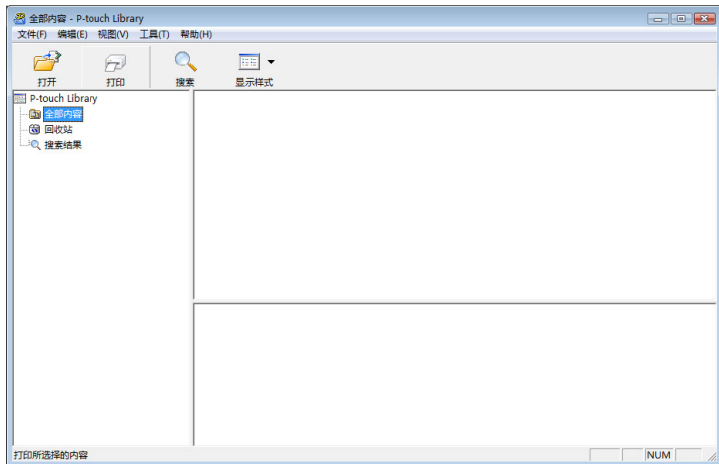 全部内容 - P-touch Library
文件(F) 编辑(E) 视图(V) 工具(T) 帮助(H)
打开 打印 搜索 显示样式
P-touch Library
全部内容
回收站
搜索结果
打印所选择的内容 NUM